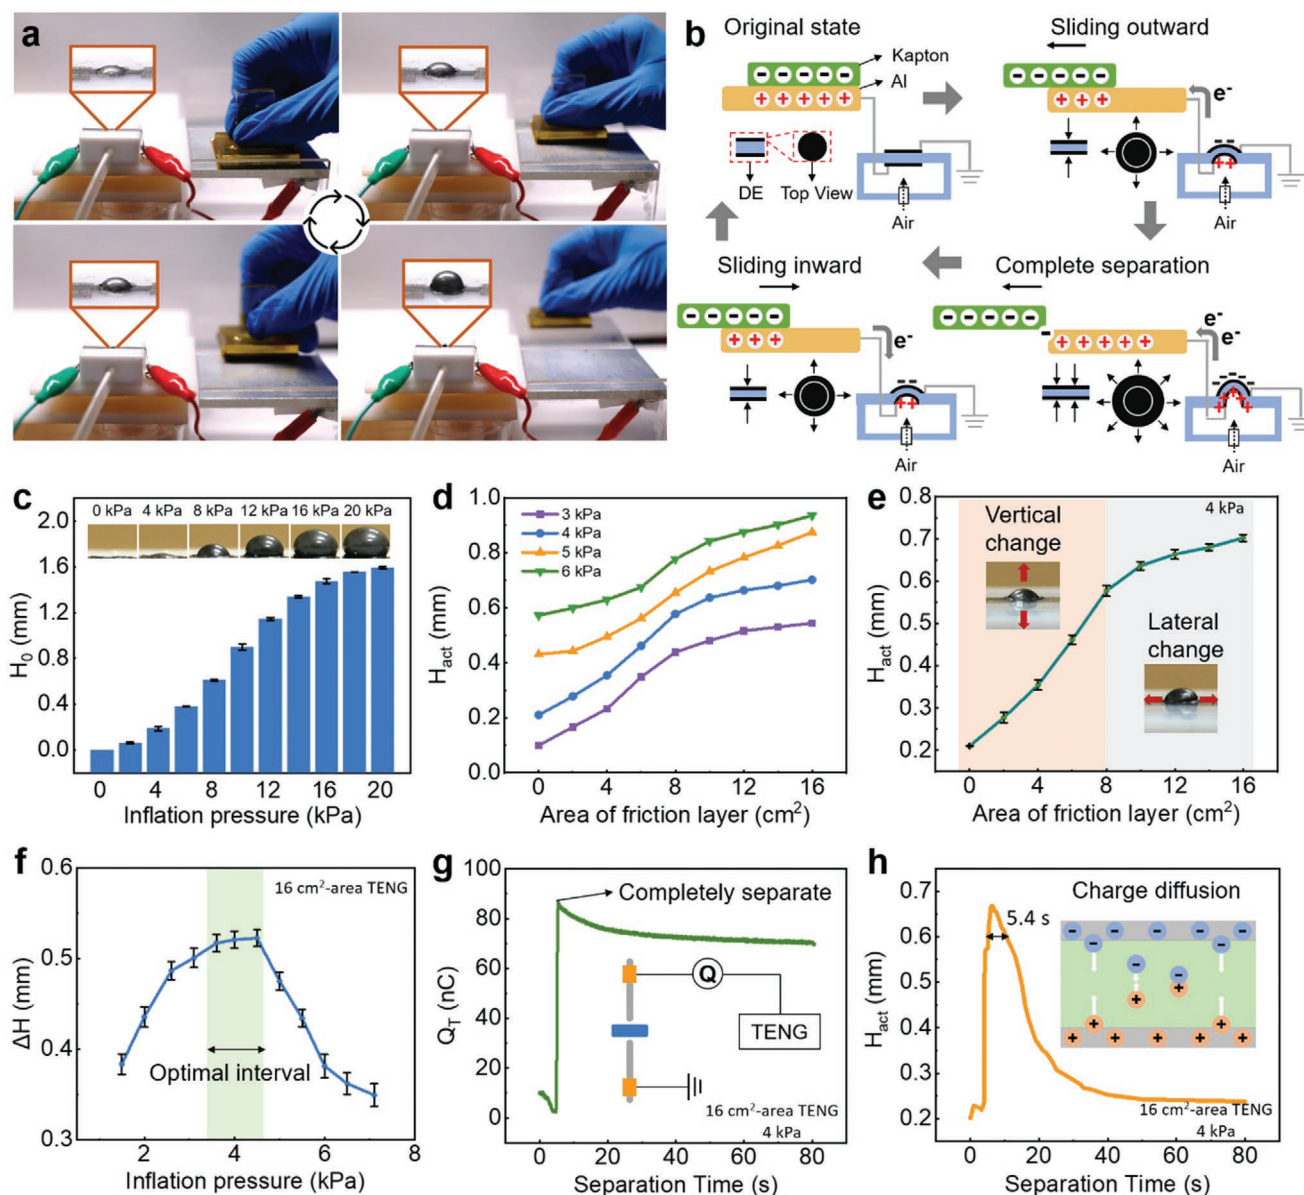 a
b
Original state
Kapton
Al
DE
Top View
Air
Sliding outward
e-
Air
Sliding inward
e-
Air
Complete separation
e-
e-
Air
c
0 kPa 4 kPa 8 kPa 12 kPa 16 kPa 20 kPa
2.0
1.6
1.2
0.8
0.4
0.0
H0 (mm)
0 4 8 12 16 20
Inflation pressure (kPa)
d
3 kPa
4 kPa
5 kPa
6 kPa
1.0
0.8
0.6
0.4
0.2
0.0
Hact (mm)
0 4 8 12 16
Area of friction layer (cm2)
e
4 kPa
Vertical
change
Lateral
change
0.8
0.7
0.6
0.5
0.4
0.3
0.2
Hact (mm)
0 4 8 12 16
Area of friction layer (cm2)
f
16 cm2-area TENG
Optimal interval
0.6
0.5
0.4
0.3
ΔH (mm)
2 4 6 8
Inflation pressure (kPa)
g
Completely separate
Q
TENG
16 cm2-area TENG
4 kPa
100
80
60
40
20
0
QT (nC)
0 20 40 60 80
Separation Time (s)
h
Charge diffusion
5.4 s
16 cm2-area TENG
4 kPa
0.7
0.6
0.5
0.4
0.3
0.2
Hact (mm)
0 20 40 60 80
Separation Time (s)